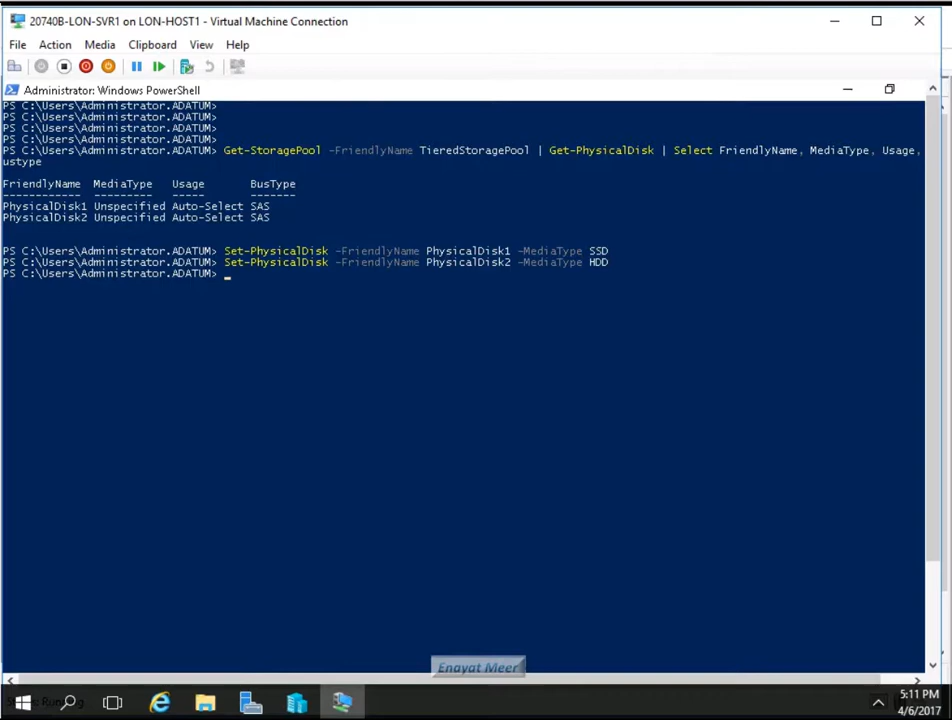 20740B-LON-SVR1 on LON-HOST1 - Virtual Machine Connection
File Action Media Clipboard View Help
Administrator: Windows PowerShell
PS C:\Users\Administrator.ADATUM>
PS C:\Users\Administrator.ADATUM>
PS C:\Users\Administrator.ADATUM>
PS C:\Users\Administrator.ADATUM>
PS C:\Users\Administrator.ADATUM> Get-StoragePool -FriendlyName TieredStoragePool | Get-PhysicalDisk | Select FriendlyName, MediaType, Usage,
ustype
FriendlyName MediaType Usage BusType
------------ --------- ----- -------
PhysicalDisk1 Unspecified Auto-Select SAS
PhysicalDisk2 Unspecified Auto-Select SAS
PS C:\Users\Administrator.ADATUM> Set-PhysicalDisk -FriendlyName PhysicalDisk1 -MediaType SSD
PS C:\Users\Administrator.ADATUM> Set-PhysicalDisk -FriendlyName PhysicalDisk2 -MediaType HDD
PS C:\Users\Administrator.ADATUM> _
Enayat Meer
5:11 PM
4/6/2017